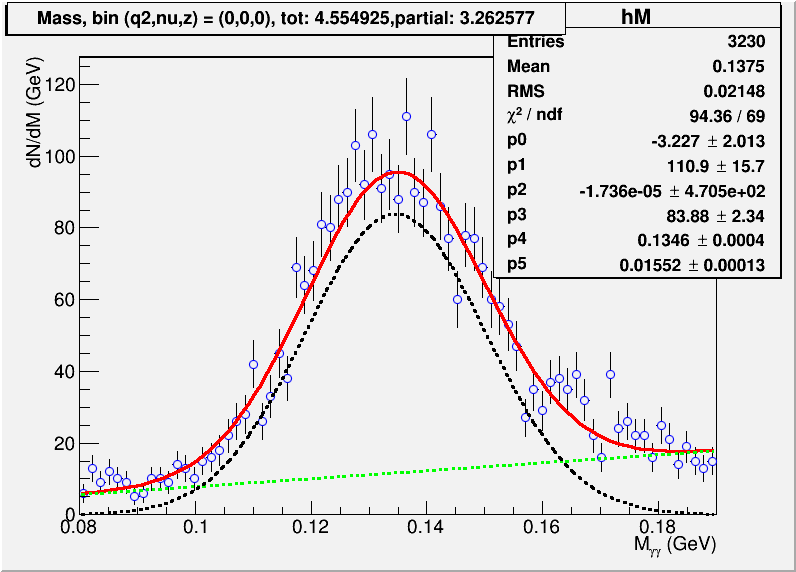 Mass, bin (q2,nu,z) = (0,0,0), tot: 4.554925,partial: 3.262577
hM
Entries 3230
Mean 0.1375
RMS 0.02148
χ² / ndf 94.36 / 69
p0 -3.227 ± 2.013
p1 110.9 ± 15.7
p2 -1.736e-05 ± 4.705e+02
p3 83.88 ± 2.34
p4 0.1346 ± 0.0004
p5 0.01552 ± 0.00013
dN/dM (GeV)
120
100
80
60
40
20
0
0.08 0.1 0.12 0.14 0.16 0.18
Mγγ (GeV)